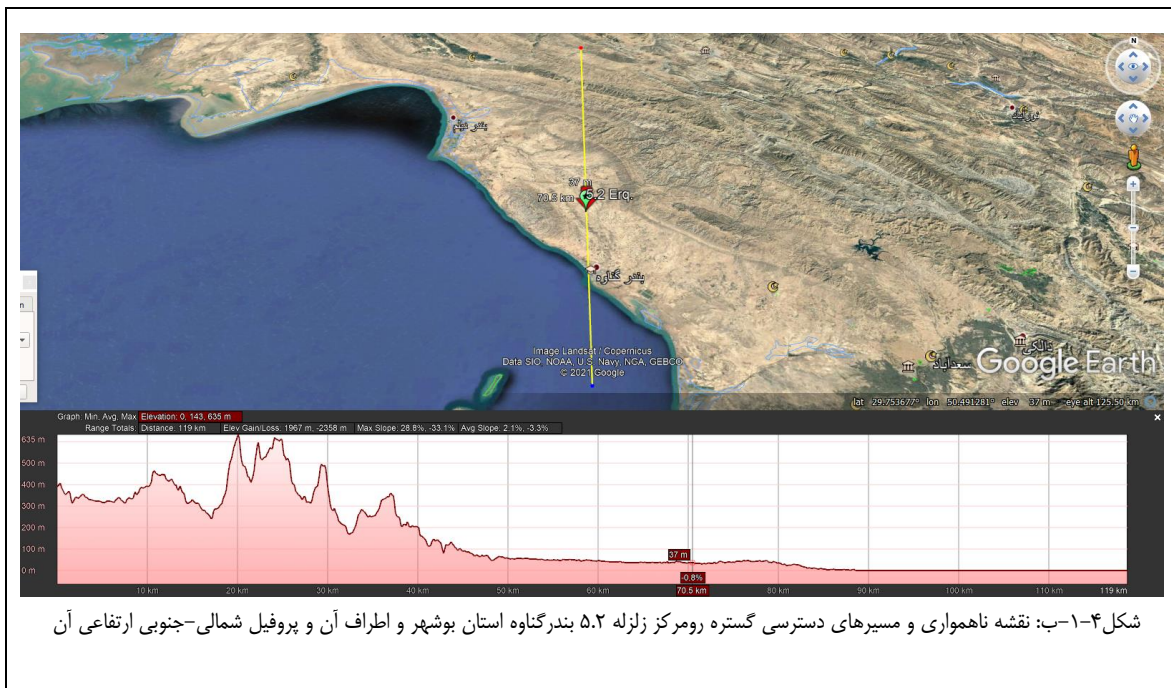 N
بندر دیلم
37 m
70.5 km
5.2 Erq.
بندر گناوه
Image Landsat / Copernicus
Data SIO, NOAA, U.S. Navy, NGA, GEBCO
© 2021 Google
دالکی
سعدآباد
Google Earth
lat 29.753677° lon 50.491281° elev 37 m eye alt 125.50 km
Graph: Min, Avg, Max Elevation: 0, 143, 635 m
Range Totals: Distance: 119 km Elev Gain/Loss: 1967 m, -2358 m Max Slope: 28.8%, -33.1% Avg Slope: 2.1%, -3.3%
635 m
500 m
400 m
300 m
200 m
100 m
0 m
37 m
-0.8%
10 km 20 km 30 km 40 km 50 km 60 km 70.5 km 80 km 90 km 100 km 110 km 119 km
شکل۴-۱-ب: نقشه ناهمواری و مسیرهای دسترسی گستره رومرکز زلزله ۵.۲ بندرگناوه استان بوشهر و اطراف آن و پروفیل شمالی-جنوبی ارتفاعی آن